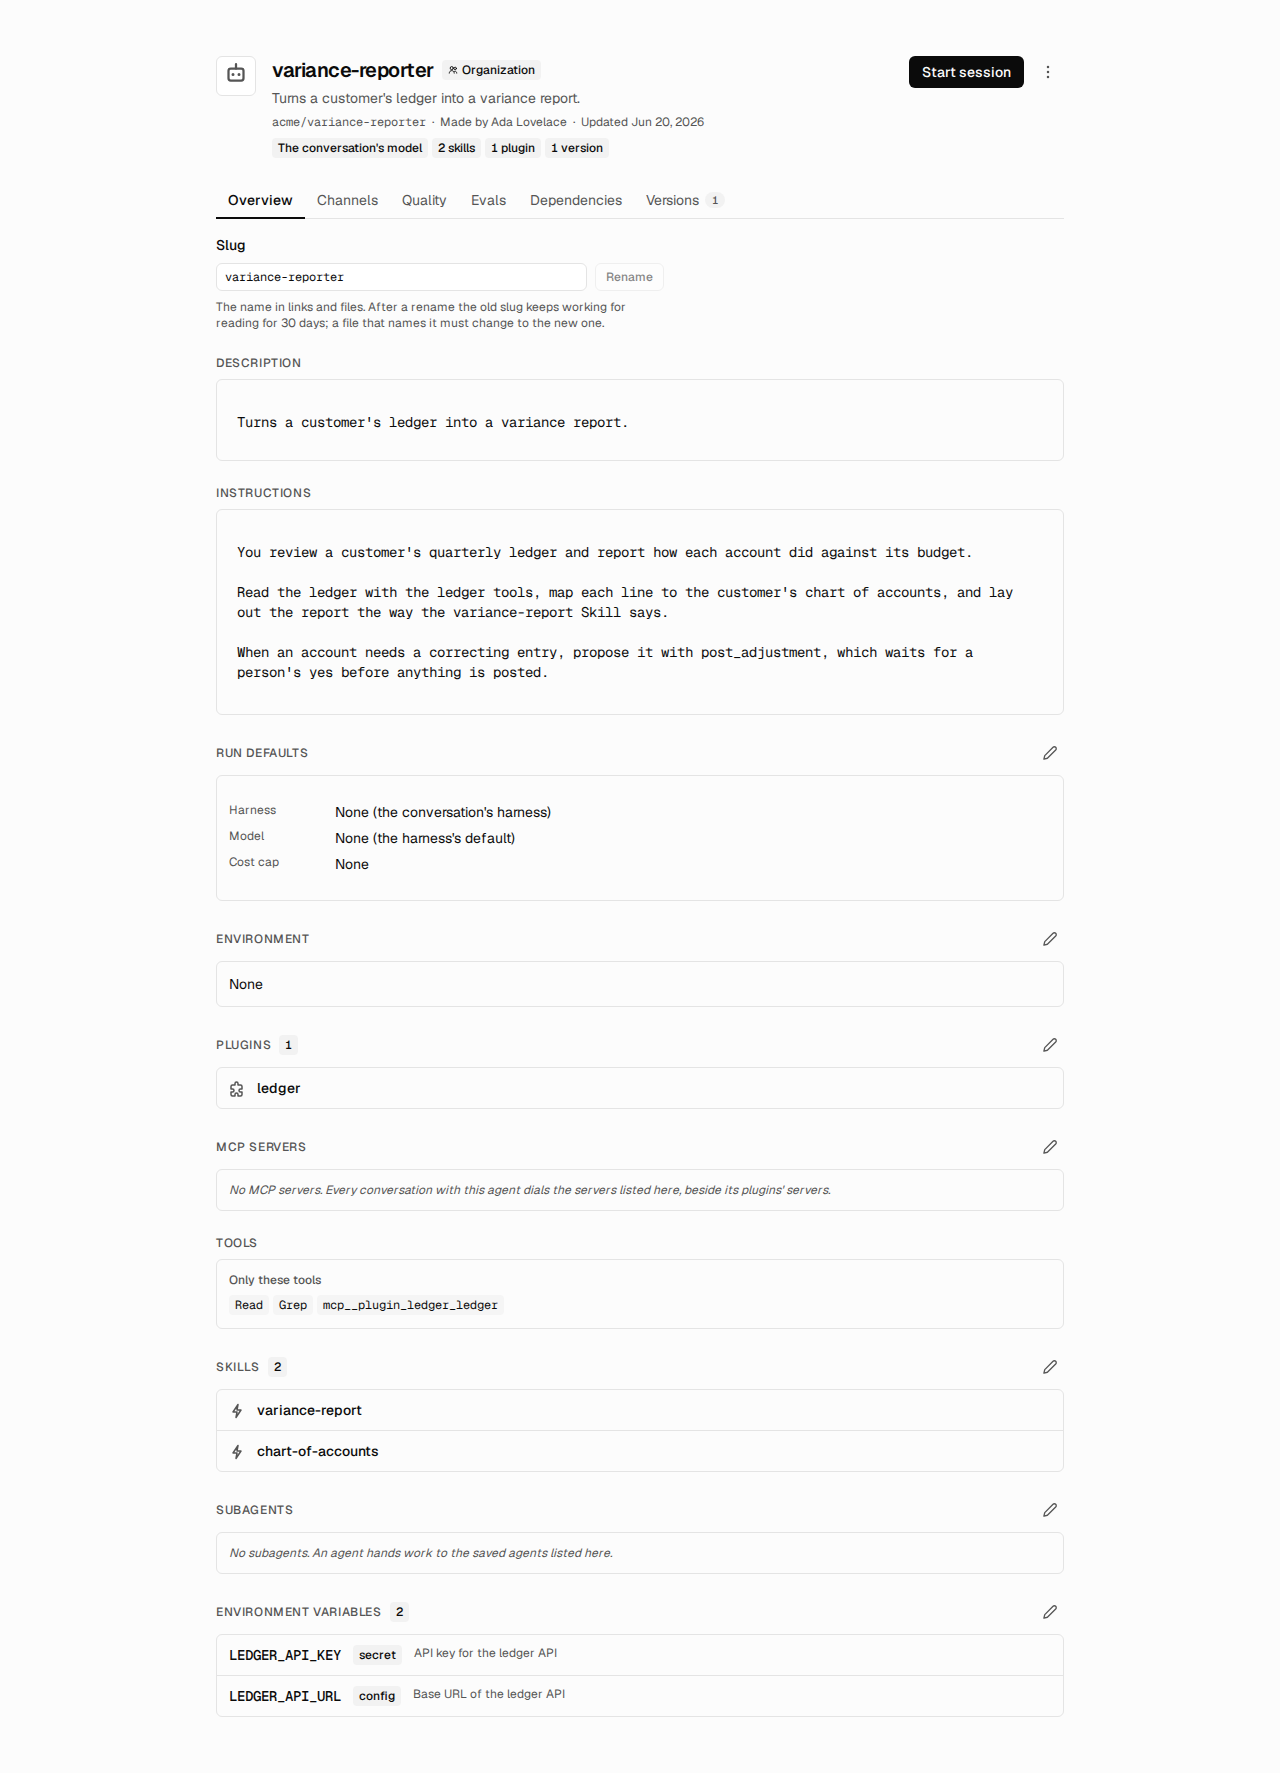 variance-reporter
Organization
Start session
Turns a customer's ledger into a variance report.
acme/variance-reporter · Made by Ada Lovelace · Updated Jun 20, 2026
The conversation's model 2 skills 1 plugin 1 version
Overview Channels Quality Evals Dependencies Versions 1
Slug
variance-reporter
Rename
The name in links and files. After a rename the old slug keeps working for
reading for 30 days; a file that names it must change to the new one.
DESCRIPTION
Turns a customer's ledger into a variance report.
INSTRUCTIONS
You review a customer's quarterly ledger and report how each account did against its budget.
Read the ledger with the ledger tools, map each line to the customer's chart of accounts, and lay
out the report the way the variance-report Skill says.
When an account needs a correcting entry, propose it with post_adjustment, which waits for a
person's yes before anything is posted.
RUN DEFAULTS
Harness None (the conversation's harness)
Model None (the harness's default)
Cost cap None
ENVIRONMENT
None
PLUGINS 1
ledger
MCP SERVERS
No MCP servers. Every conversation with this agent dials the servers listed here, beside its plugins' servers.
TOOLS
Only these tools
Read Grep mcp__plugin_ledger_ledger
SKILLS 2
variance-report
chart-of-accounts
SUBAGENTS
No subagents. An agent hands work to the saved agents listed here.
ENVIRONMENT VARIABLES 2
LEDGER_API_KEY secret API key for the ledger API
LEDGER_API_URL config Base URL of the ledger API